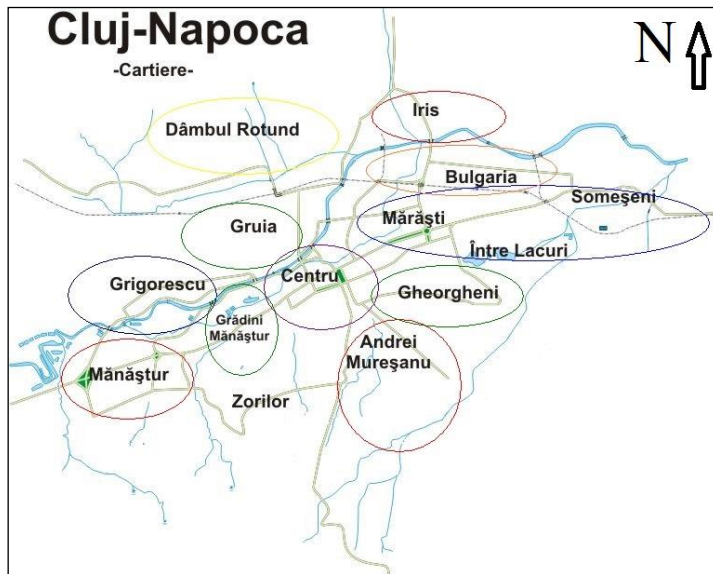 Cluj-Napoca
N
-Cartiere-
Iris
Dâmbul Rotund
Bulgaria
Someşeni
Mărăşti
Gruia
Între Lacuri
Centru
Grigorescu
Gheorgheni
Grădini
Mănăştur
Andrei
Mureşanu
Mănăştur
Zorilor